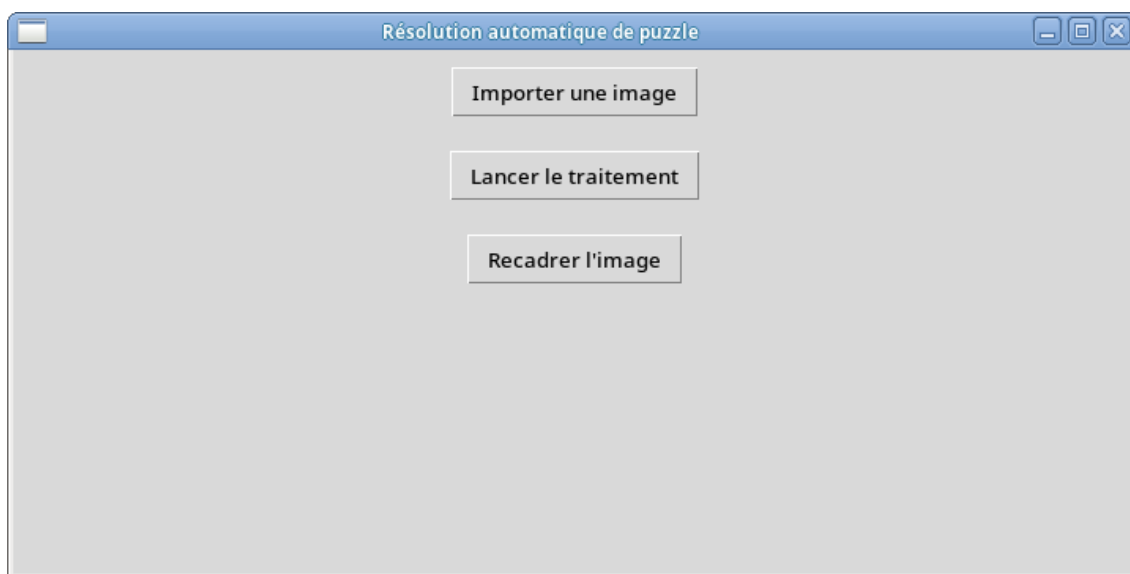 Résolution automatique de puzzle
Importer une image
Lancer le traitement
Recadrer l'image